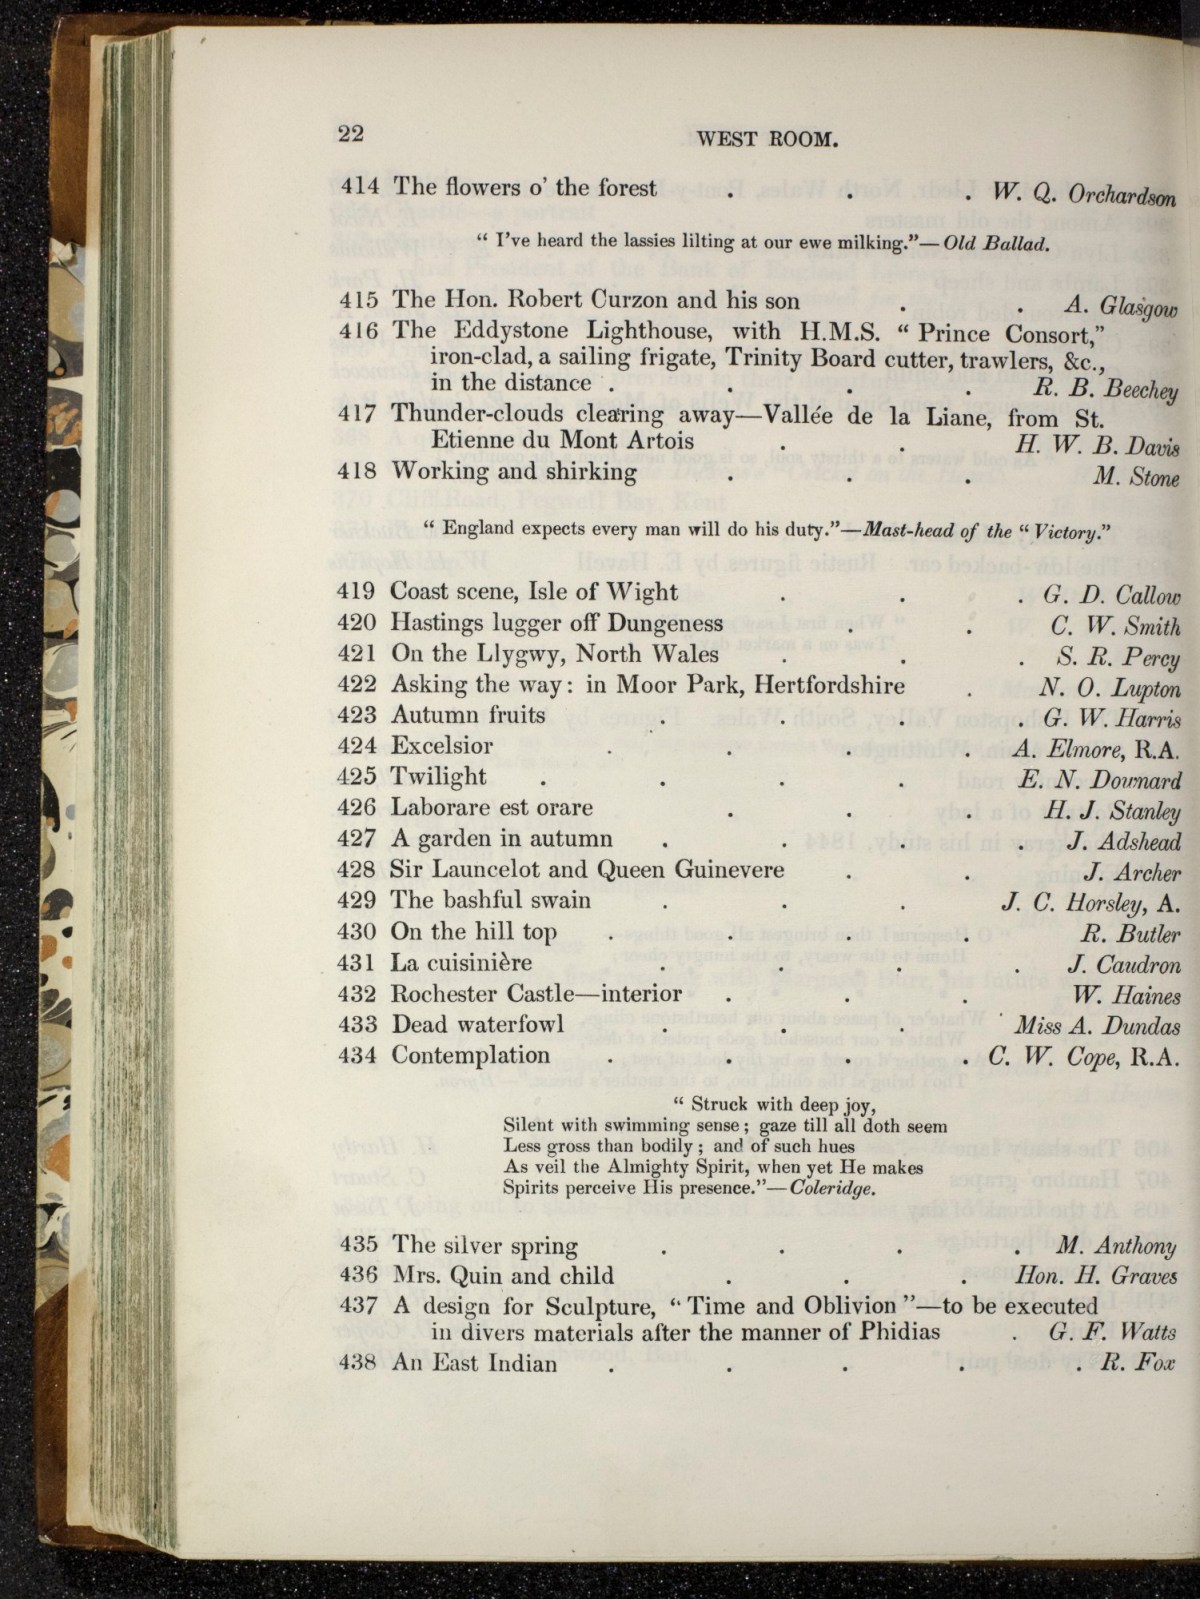 22
WEST ROOM.
414 The flowers o' the forest . . . W. Q. Orchardson
“ I've heard the lassies lilting at our ewe milking.”—Old Ballad.
415 The Hon. Robert Curzon and his son . . A. Glasgow
416 The Eddystone Lighthouse, with H.M.S. “ Prince Consort,”
iron-clad, a sailing frigate, Trinity Board cutter, trawlers, &c.,
in the distance . . . . R. B. Beechey
417 Thunder-clouds clearing away—Vallée de la Liane, from St.
Etienne du Mont Artois . . H. W. B. Davis
418 Working and shirking . . . M. Stone
“ England expects every man will do his duty.”—Mast-head of the “ Victory.”
419 Coast scene, Isle of Wight . . . G. D. Callow
420 Hastings lugger off Dungeness . . C. W. Smith
421 On the Llygwy, North Wales . . . S. R. Percy
422 Asking the way: in Moor Park, Hertfordshire . N. O. Lupton
423 Autumn fruits . . . . G. W. Harris
424 Excelsior . . . . A. Elmore, R.A.
425 Twilight . . . . E. N. Downard
426 Laborare est orare . . . H. J. Stanley
427 A garden in autumn . . . . J. Adshead
428 Sir Launcelot and Queen Guinevere . . J. Archer
429 The bashful swain . . . J. C. Horsley, A.
430 On the hill top . . . . R. Butler
431 La cuisinière . . . . J. Caudron
432 Rochester Castle—interior . . . W. Haines
433 Dead waterfowl . . . Miss A. Dundas
434 Contemplation . . . . C. W. Cope, R.A.
“ Struck with deep joy,
Silent with swimming sense; gaze till all doth seem
Less gross than bodily; and of such hues
As veil the Almighty Spirit, when yet He makes
Spirits perceive His presence.”—Coleridge.
435 The silver spring . . . . M. Anthony
436 Mrs. Quin and child . . . Hon. H. Graves
437 A design for Sculpture, “ Time and Oblivion ”—to be executed
in divers materials after the manner of Phidias . G. F. Watts
438 An East Indian . . . . . R. Fox